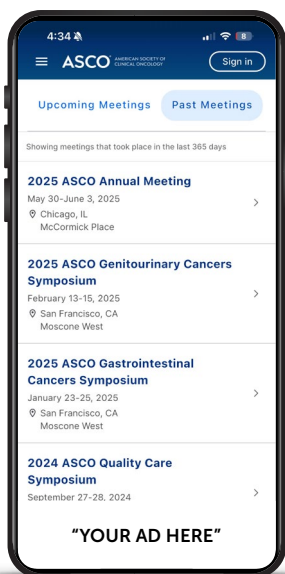 4:34
8
ASCO AMERICAN SOCIETY OF
CLINICAL ONCOLOGY
Sign in
Upcoming Meetings Past Meetings
Showing meetings that took place in the last 365 days
2025 ASCO Annual Meeting
May 30-June 3, 2025
Chicago, IL
McCormick Place
2025 ASCO Genitourinary Cancers
Symposium
February 13-15, 2025
San Francisco, CA
Moscone West
2025 ASCO Gastrointestinal
Cancers Symposium
January 23-25, 2025
San Francisco, CA
Moscone West
2024 ASCO Quality Care
Symposium
September 27-28, 2024
“YOUR AD HERE”